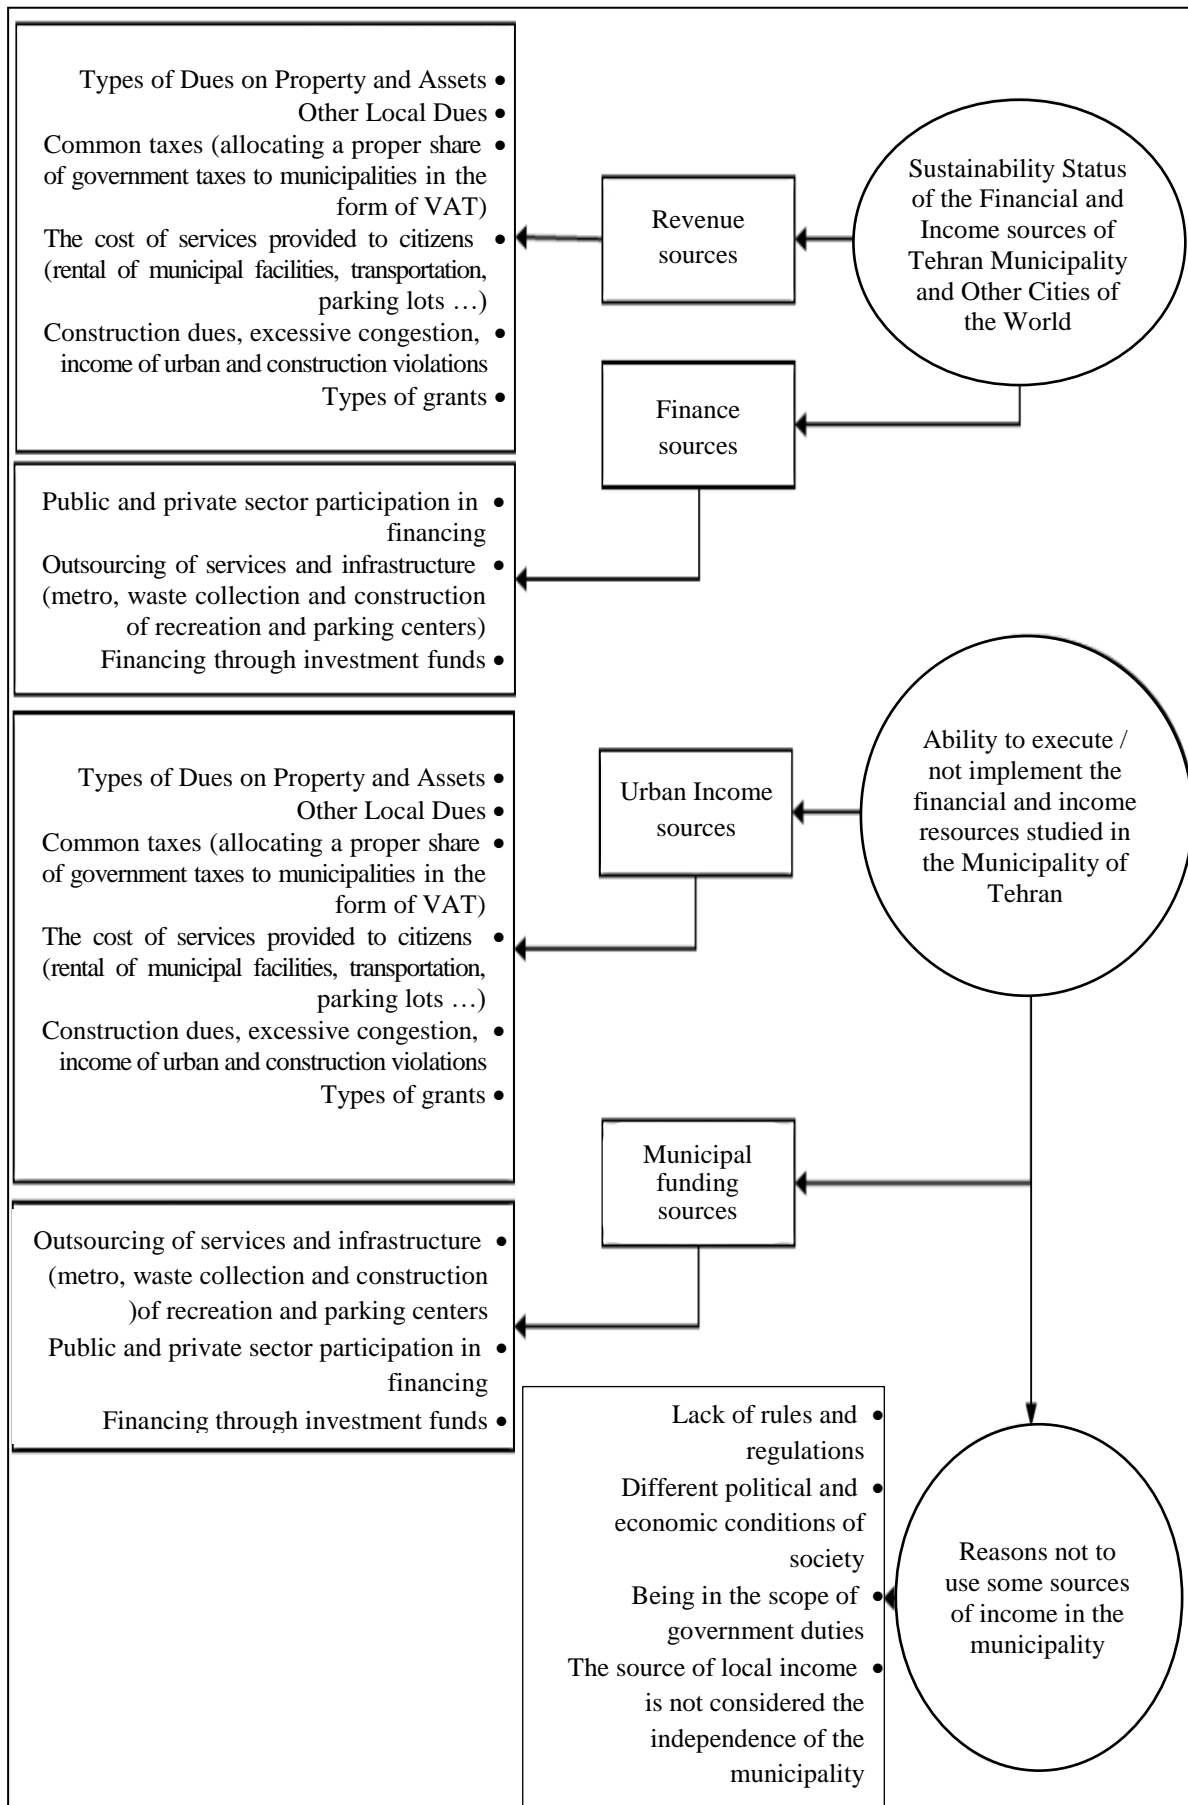 Types of Dues on Property and Assets •
Other Local Dues •
Common taxes (allocating a proper share •
of government taxes to municipalities in the
form of VAT)
The cost of services provided to citizens •
(rental of municipal facilities, transportation,
parking lots …)
Construction dues, excessive congestion, •
income of urban and construction violations
Types of grants •
Revenue
sources
Sustainability Status
of the Financial and
Income sources of
Tehran Municipality
and Other Cities of
the World
Finance
sources
Public and private sector participation in •
financing
Outsourcing of services and infrastructure •
(metro, waste collection and construction
of recreation and parking centers)
Financing through investment funds •
Types of Dues on Property and Assets •
Other Local Dues •
Common taxes (allocating a proper share •
of government taxes to municipalities in the
form of VAT)
The cost of services provided to citizens •
(rental of municipal facilities, transportation,
parking lots …)
Construction dues, excessive congestion, •
income of urban and construction violations
Types of grants •
Urban Income
sources
Ability to execute /
not implement the
financial and income
resources studied in
the Municipality of
Tehran
Municipal
funding
sources
Outsourcing of services and infrastructure •
(metro, waste collection and construction
)of recreation and parking centers
Public and private sector participation in •
financing
Financing through investment funds •
Lack of rules and •
regulations
Different political and •
economic conditions of
society
Being in the scope of •
government duties
The source of local income •
is not considered the
independence of the
municipality
Reasons not to
use some sources
of income in the
municipality